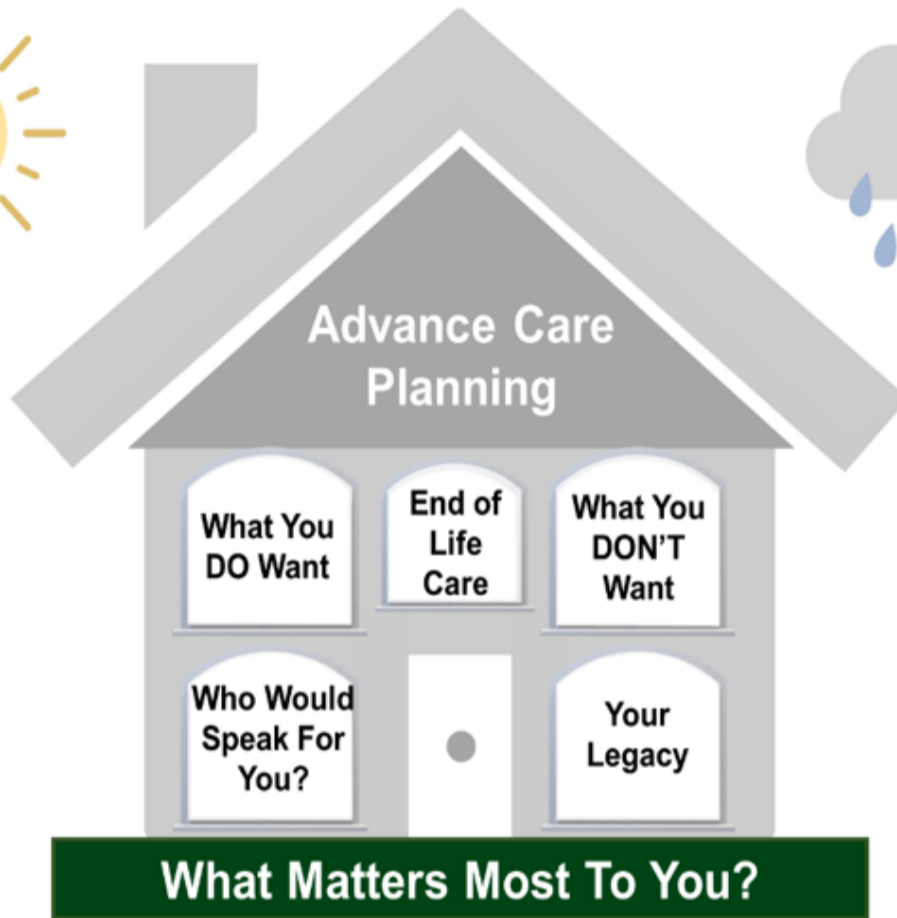 Advance Care
Planning
What You
DO Want
End of
Life
Care
What You
DON'T
Want
Who Would
Speak For
You?
Your
Legacy
What Matters Most To You?